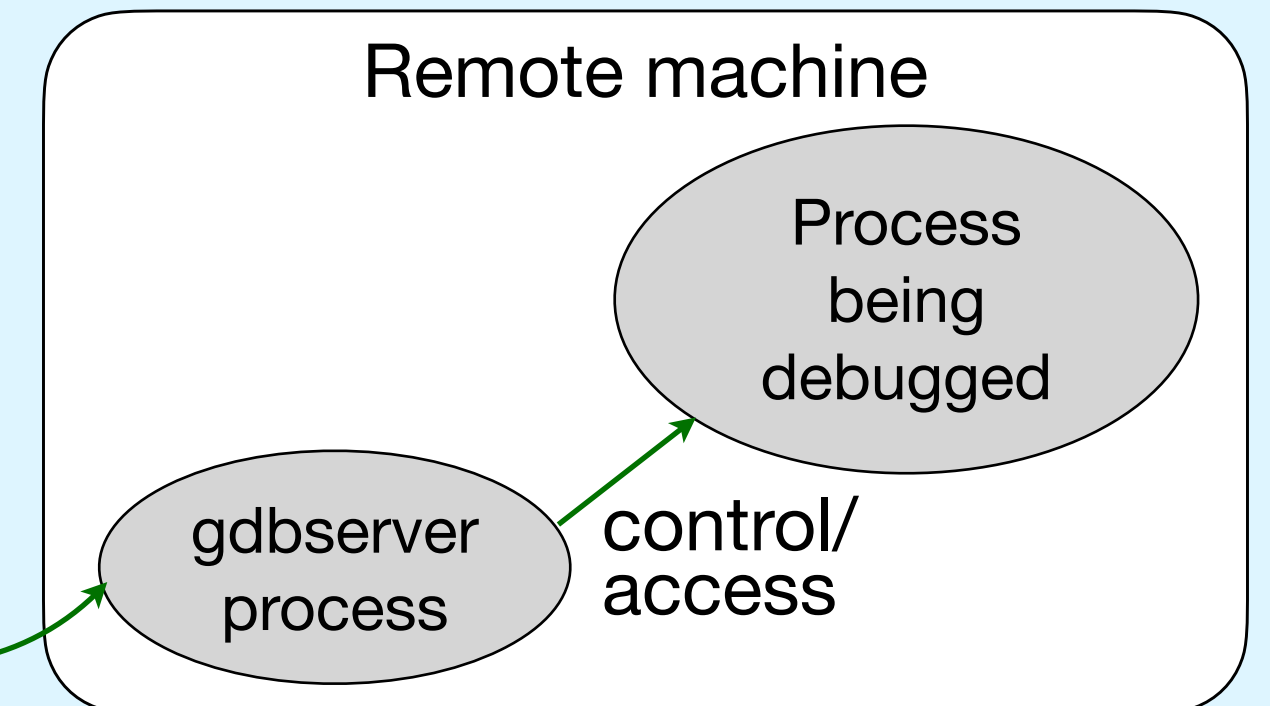 Remote machine
Process
being
debugged
gdbserver
process
control/
access